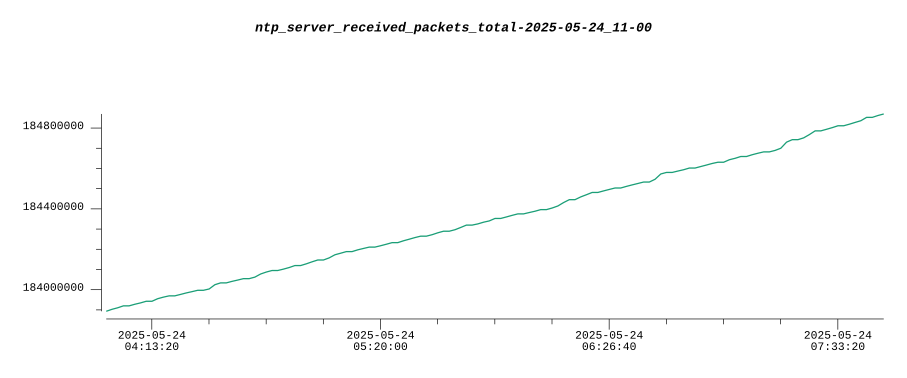 ntp_server_received_packets_total-2025-05-24_11-00
184800000
184400000
184000000
2025-05-24 2025-05-24 2025-05-24 2025-05-24
04:13:20 05:20:00 06:26:40 07:33:20